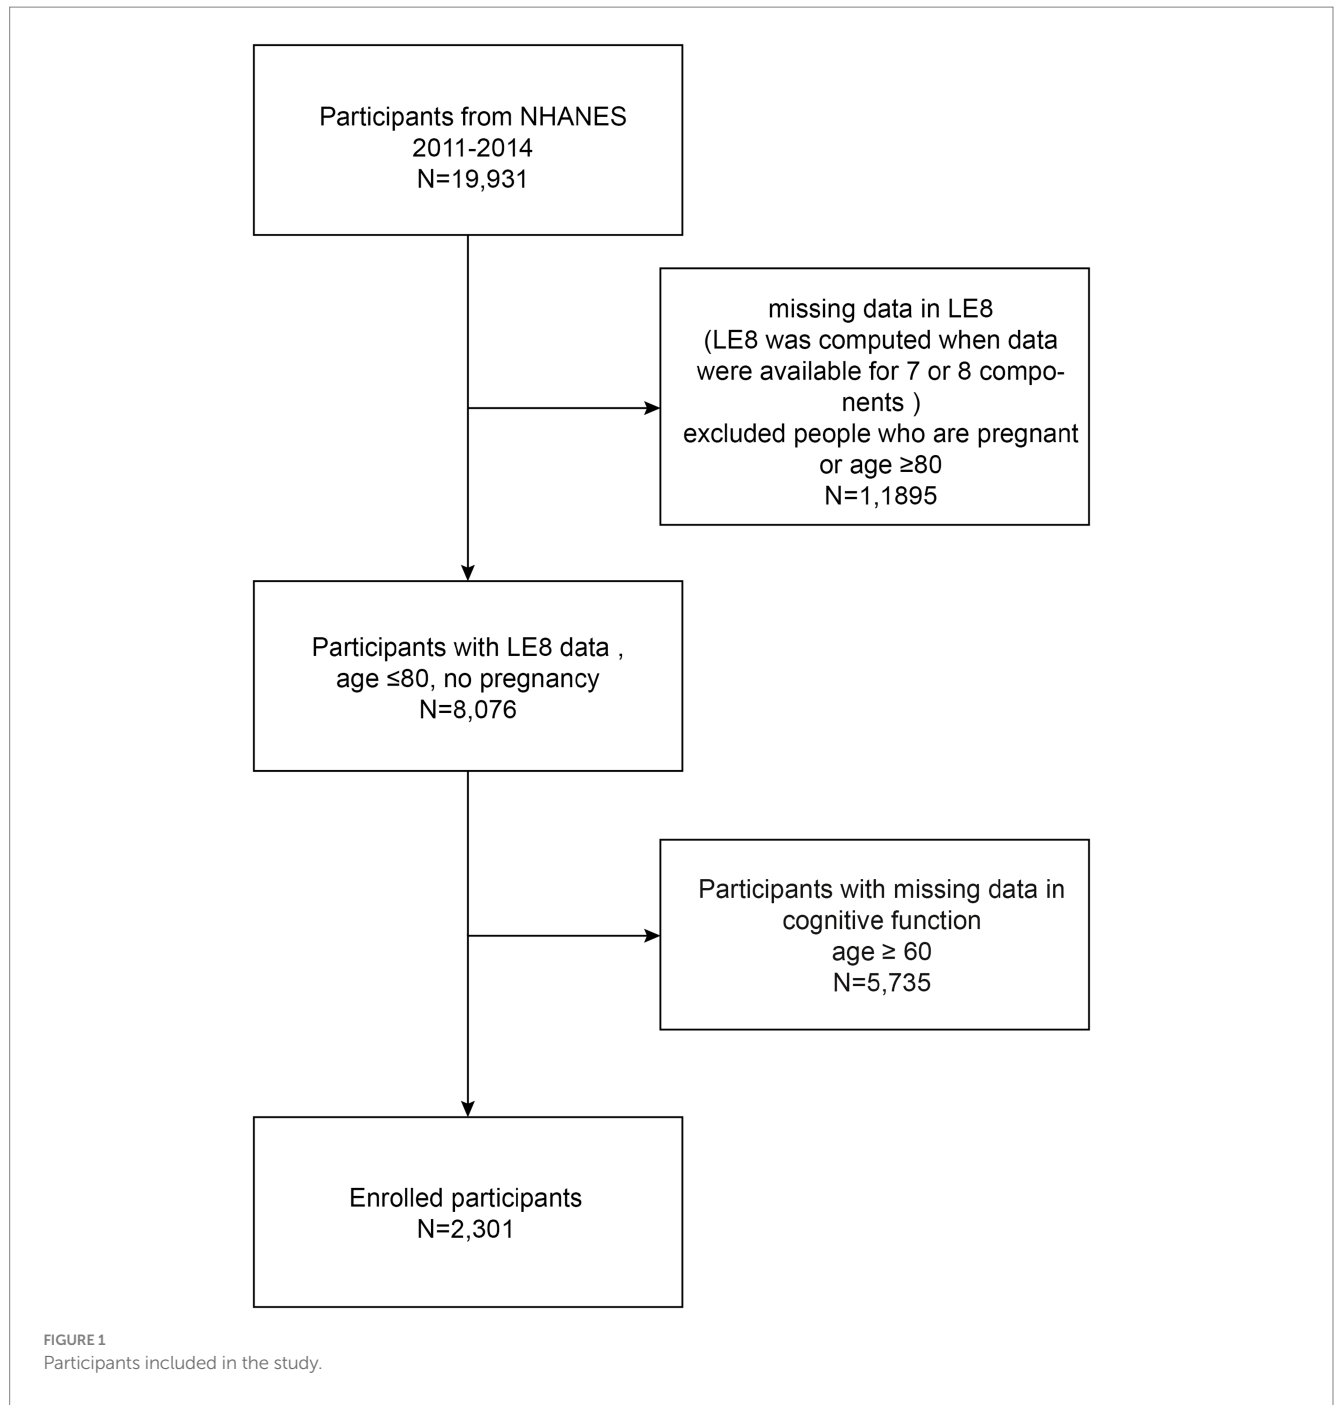 Participants from NHANES
2011-2014
N=19,931
missing data in LE8
(LE8 was computed when data
were available for 7 or 8 compo-
nents )
excluded people who are pregnant
or age ≥80
N=1,1895
Participants with LE8 data ,
age ≤80, no pregnancy
N=8,076
Participants with missing data in
cognitive function
age ≥ 60
N=5,735
Enrolled participants
N=2,301
FIGURE 1
Participants included in the study.